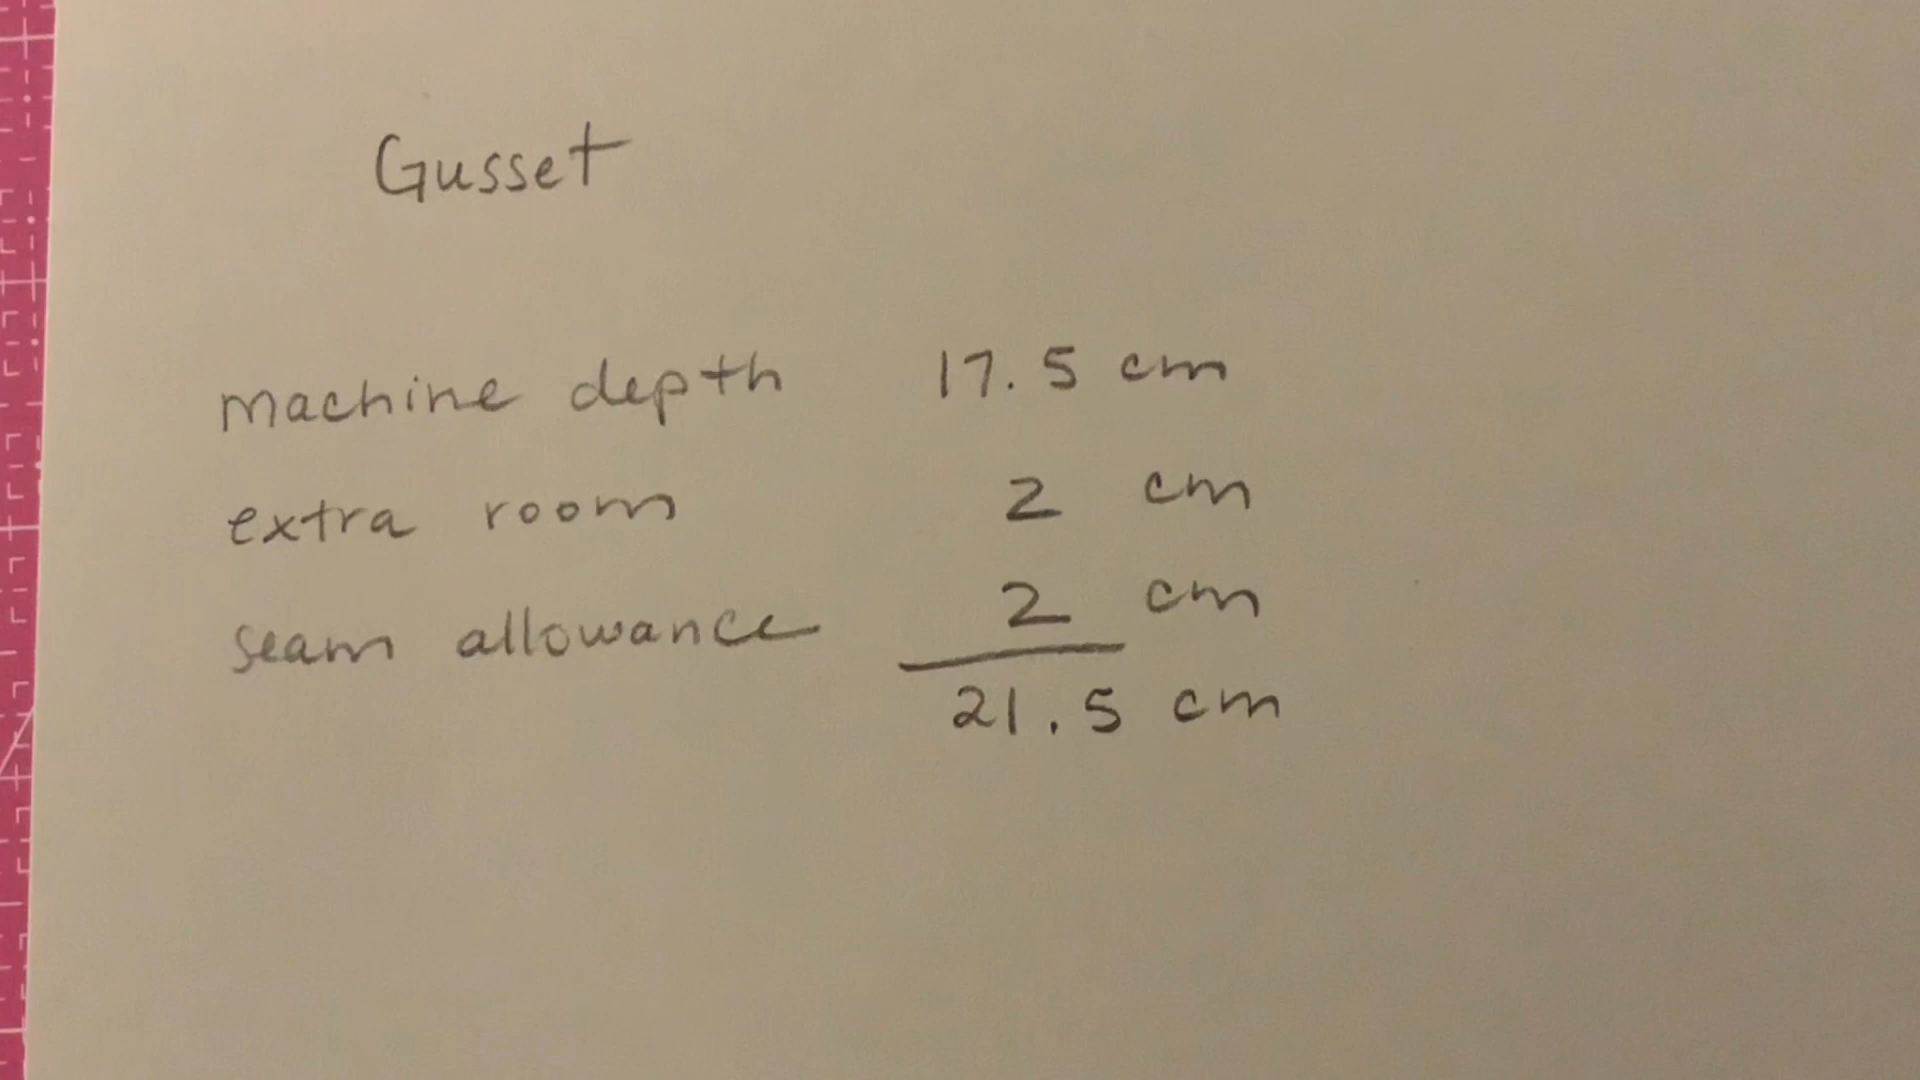 Gusset
machine depth 17.5 cm
extra room 2 cm
seam allowance 2 cm
21.5 cm